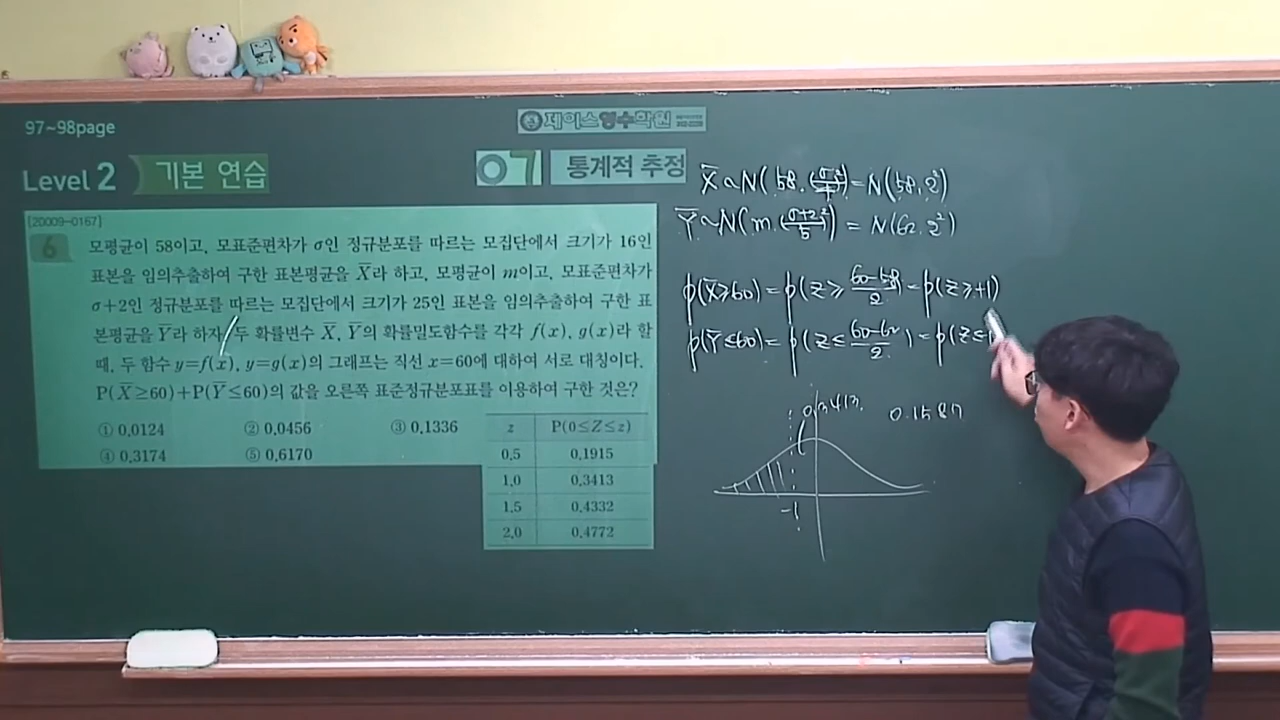 97~98page
제이스영수학원
Level 2 기본 연습
07 통계적 추정
[20009-0167]
6 모평균이 58이고, 모표준편차가 σ인 정규분포를 따르는 모집단에서 크기가 16인
표본을 임의추출하여 구한 표본평균을 X̄라 하고, 모평균이 m이고, 모표준편차가
σ+2인 정규분포를 따르는 모집단에서 크기가 25인 표본을 임의추출하여 구한 표
본평균을 Ȳ라 하자. 두 확률변수 X̄, Ȳ의 확률밀도함수를 각각 f(x), g(x)라 할
때, 두 함수 y=f(x), y=g(x)의 그래프는 직선 x=60에 대하여 서로 대칭이다.
P(X̄≥60)+P(Ȳ≤60)의 값을 오른쪽 표준정규분포표를 이용하여 구한 것은?
① 0.0124 ② 0.0456 ③ 0.1336
④ 0.3174 ⑤ 0.6170
z P(0≤Z≤z)
0.5 0.1915
1.0 0.3413
1.5 0.4332
2.0 0.4772
X̄~N(58, (σ/4)²)=N(58, 2²)
Ȳ~N(m, (σ+2/5)²) = N(62, 2²)
p(X̄≥60)=p(Z≥ 60-58/2)=p(Z≥+1)
p(Ȳ≤60)=p(Z≤ 60-62/2)=p(Z≤
0.3413
0.1587
-1